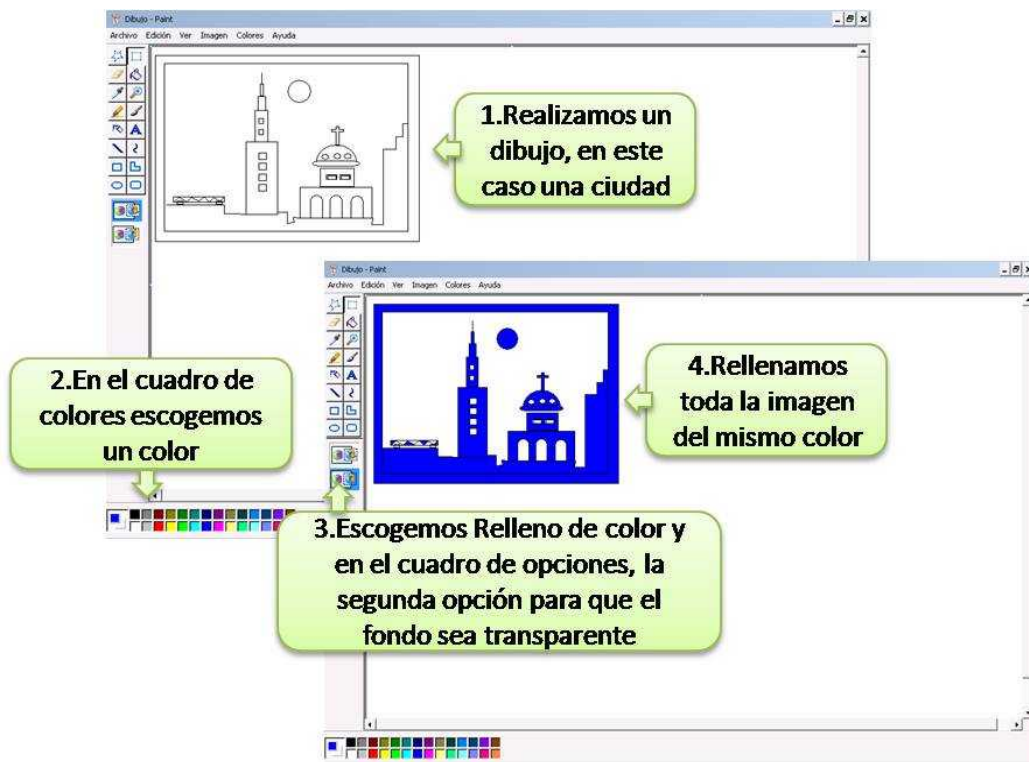 Dibujo - Paint
Archivo Edición Ver Imagen Colores Ayuda
1.Realizamos un
dibujo, en este
caso una ciudad
Dibujo - Paint
Archivo Edición Ver Imagen Colores Ayuda
2.En el cuadro de
colores escogemos
un color
4.Rellenamos
toda la imagen
del mismo color
3.Escogemos Relleno de color y
en el cuadro de opciones, la
segunda opción para que el
fondo sea transparente